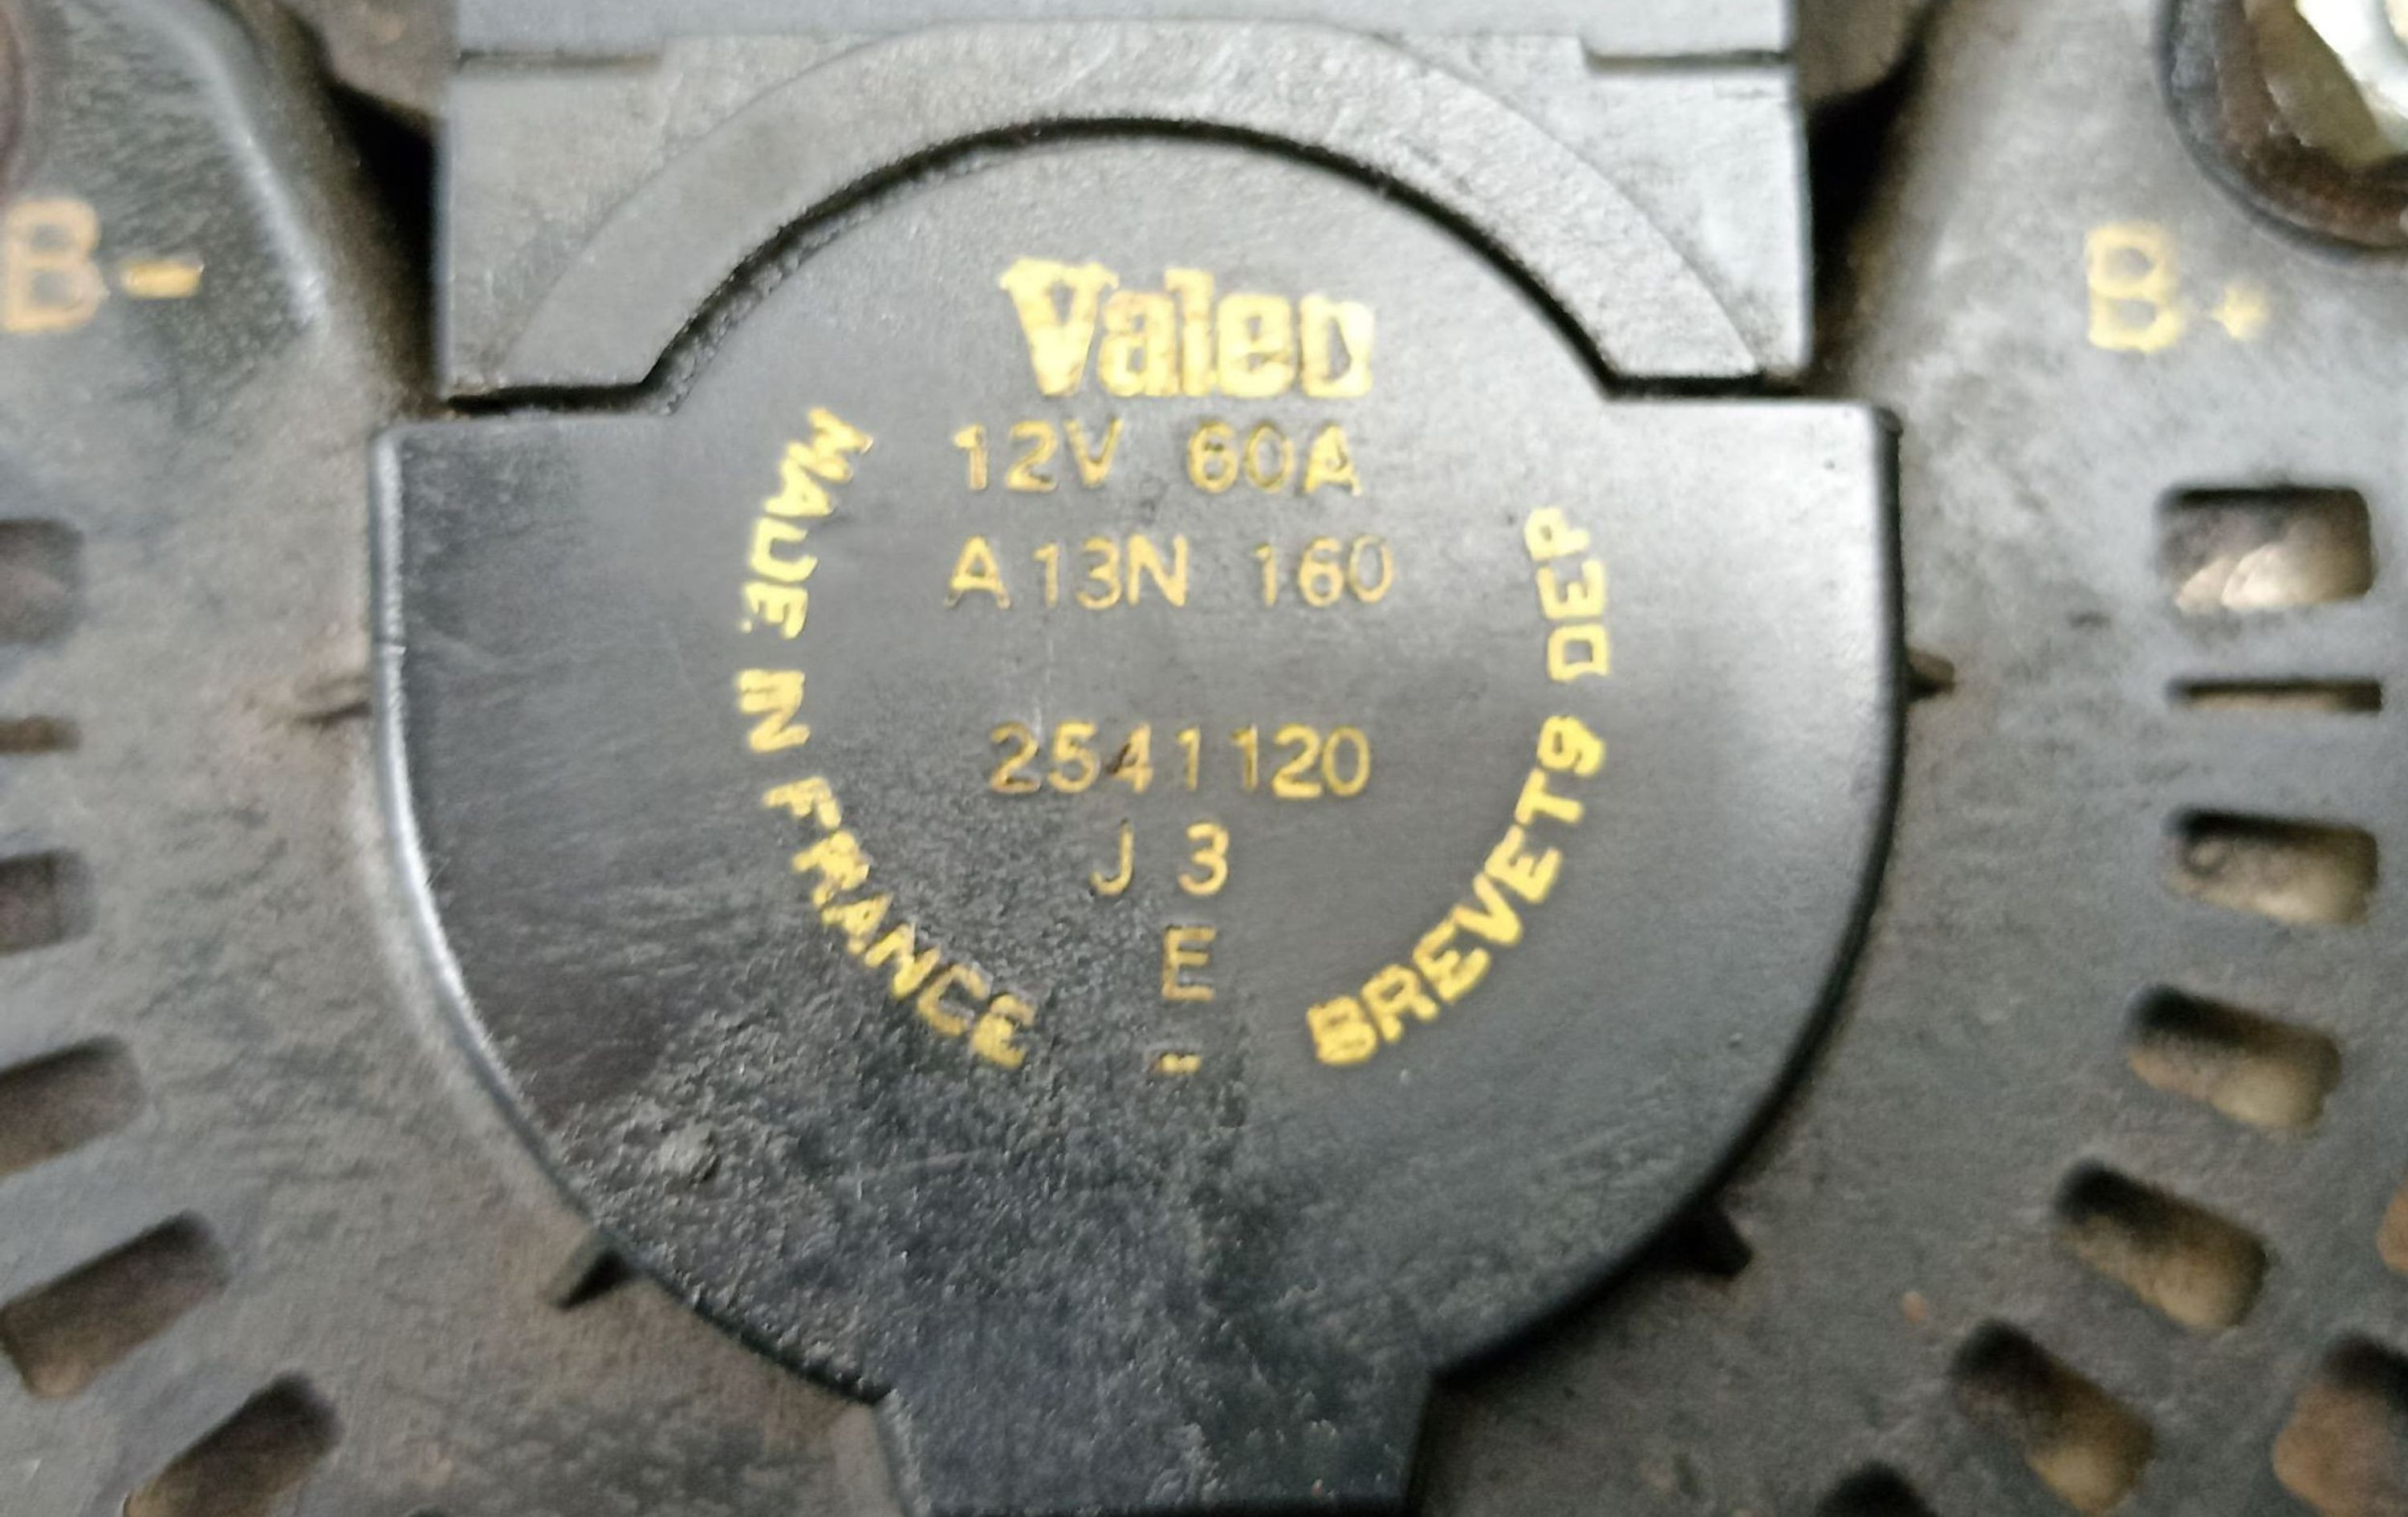 Valeo
12V 60A
A13N 160
2541120
J 3
E
MADE IN FRANCE
BREVETS DEP
B-
B+